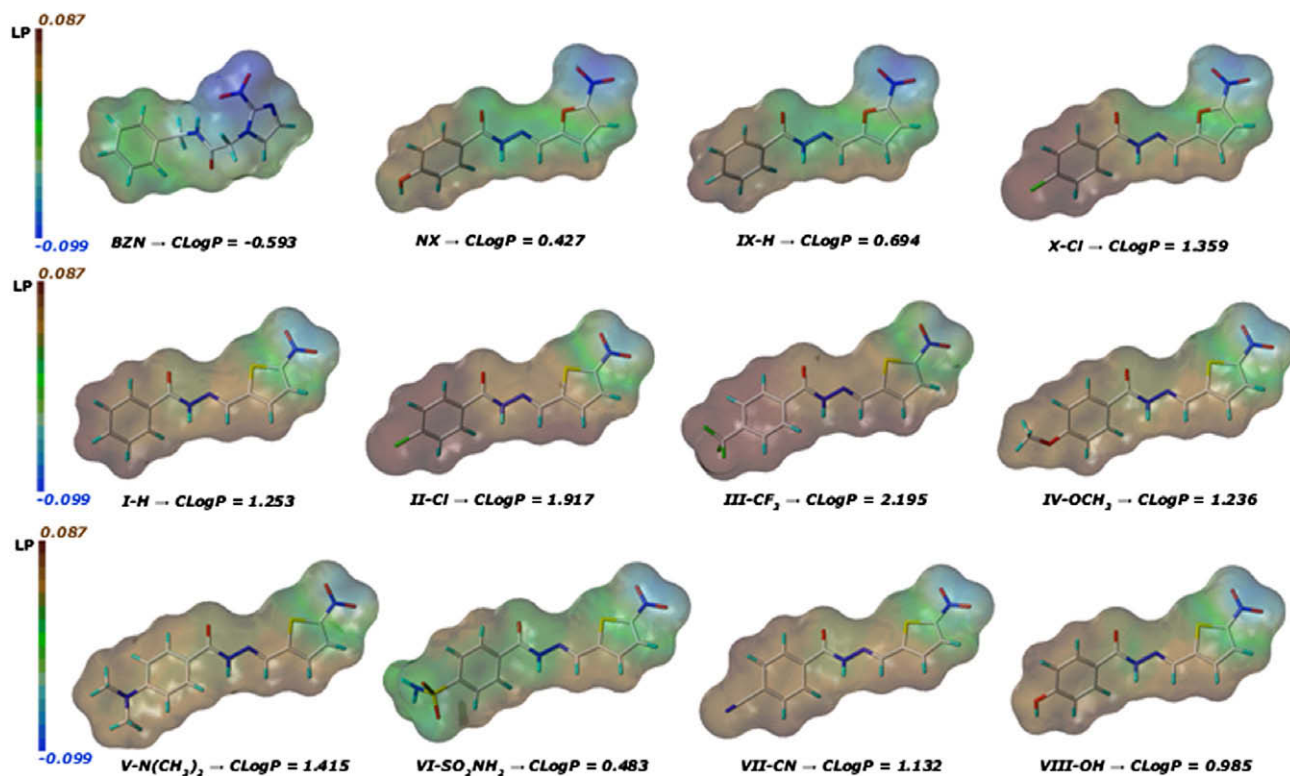 0.087
LP
-0.099
BZN → CLogP = -0.593
NX → CLogP = 0.427
IX-H → CLogP = 0.694
X-Cl → CLogP = 1.359
0.087
LP
-0.099
I-H → CLogP = 1.253
II-Cl → CLogP = 1.917
III-CF₃ → CLogP = 2.195
IV-OCH₃ → CLogP = 1.236
0.087
LP
-0.099
V-N(CH₃)₂ → CLogP = 1.415
VI-SO₂NH₂ → CLogP = 0.483
VII-CN → CLogP = 1.132
VIII-OH → CLogP = 0.985